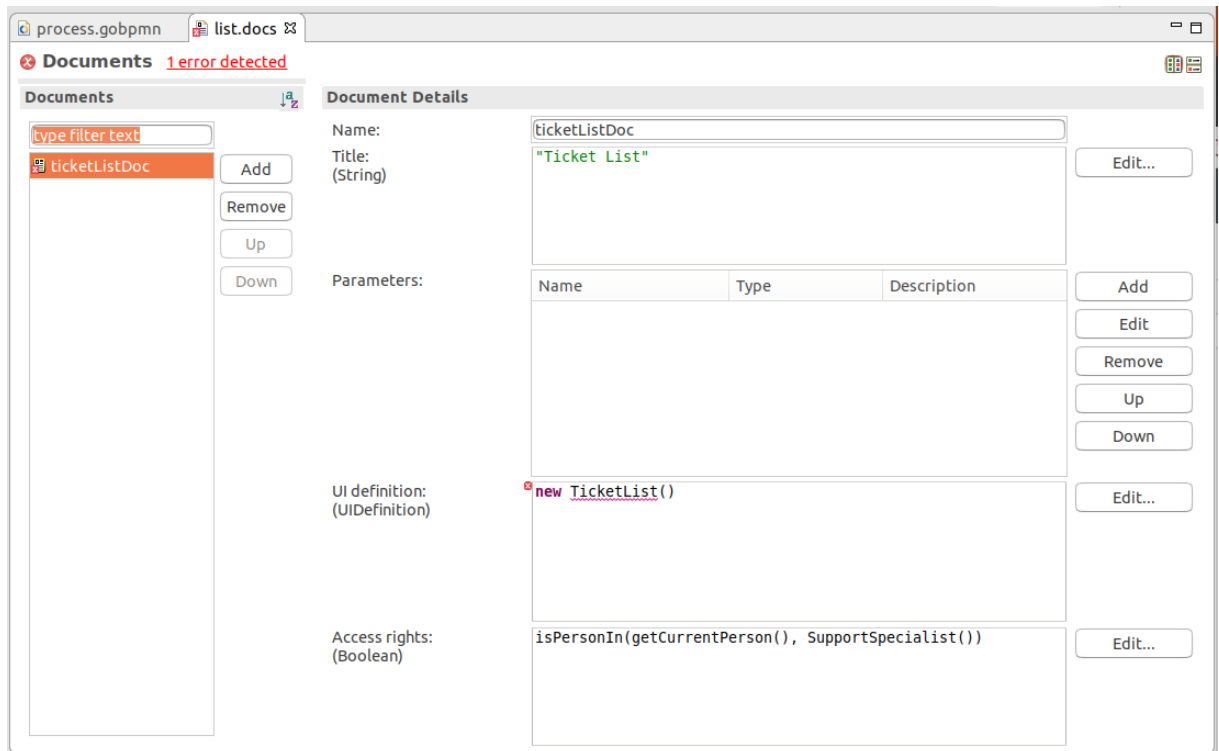 process.gobpmn
list.docs
Documents 1 error detected
Documents
type filter text
ticketListDoc
Add
Remove
Up
Down
Document Details
Name:
ticketListDoc
Title:
(String)
"Ticket List"
Edit...
Parameters:
Name Type Description
Add
Edit
Remove
Up
Down
UI definition:
(UIDefinition)
new TicketList()
Edit...
Access rights:
(Boolean)
isPersonIn(getCurrentPerson(), SupportSpecialist())
Edit...